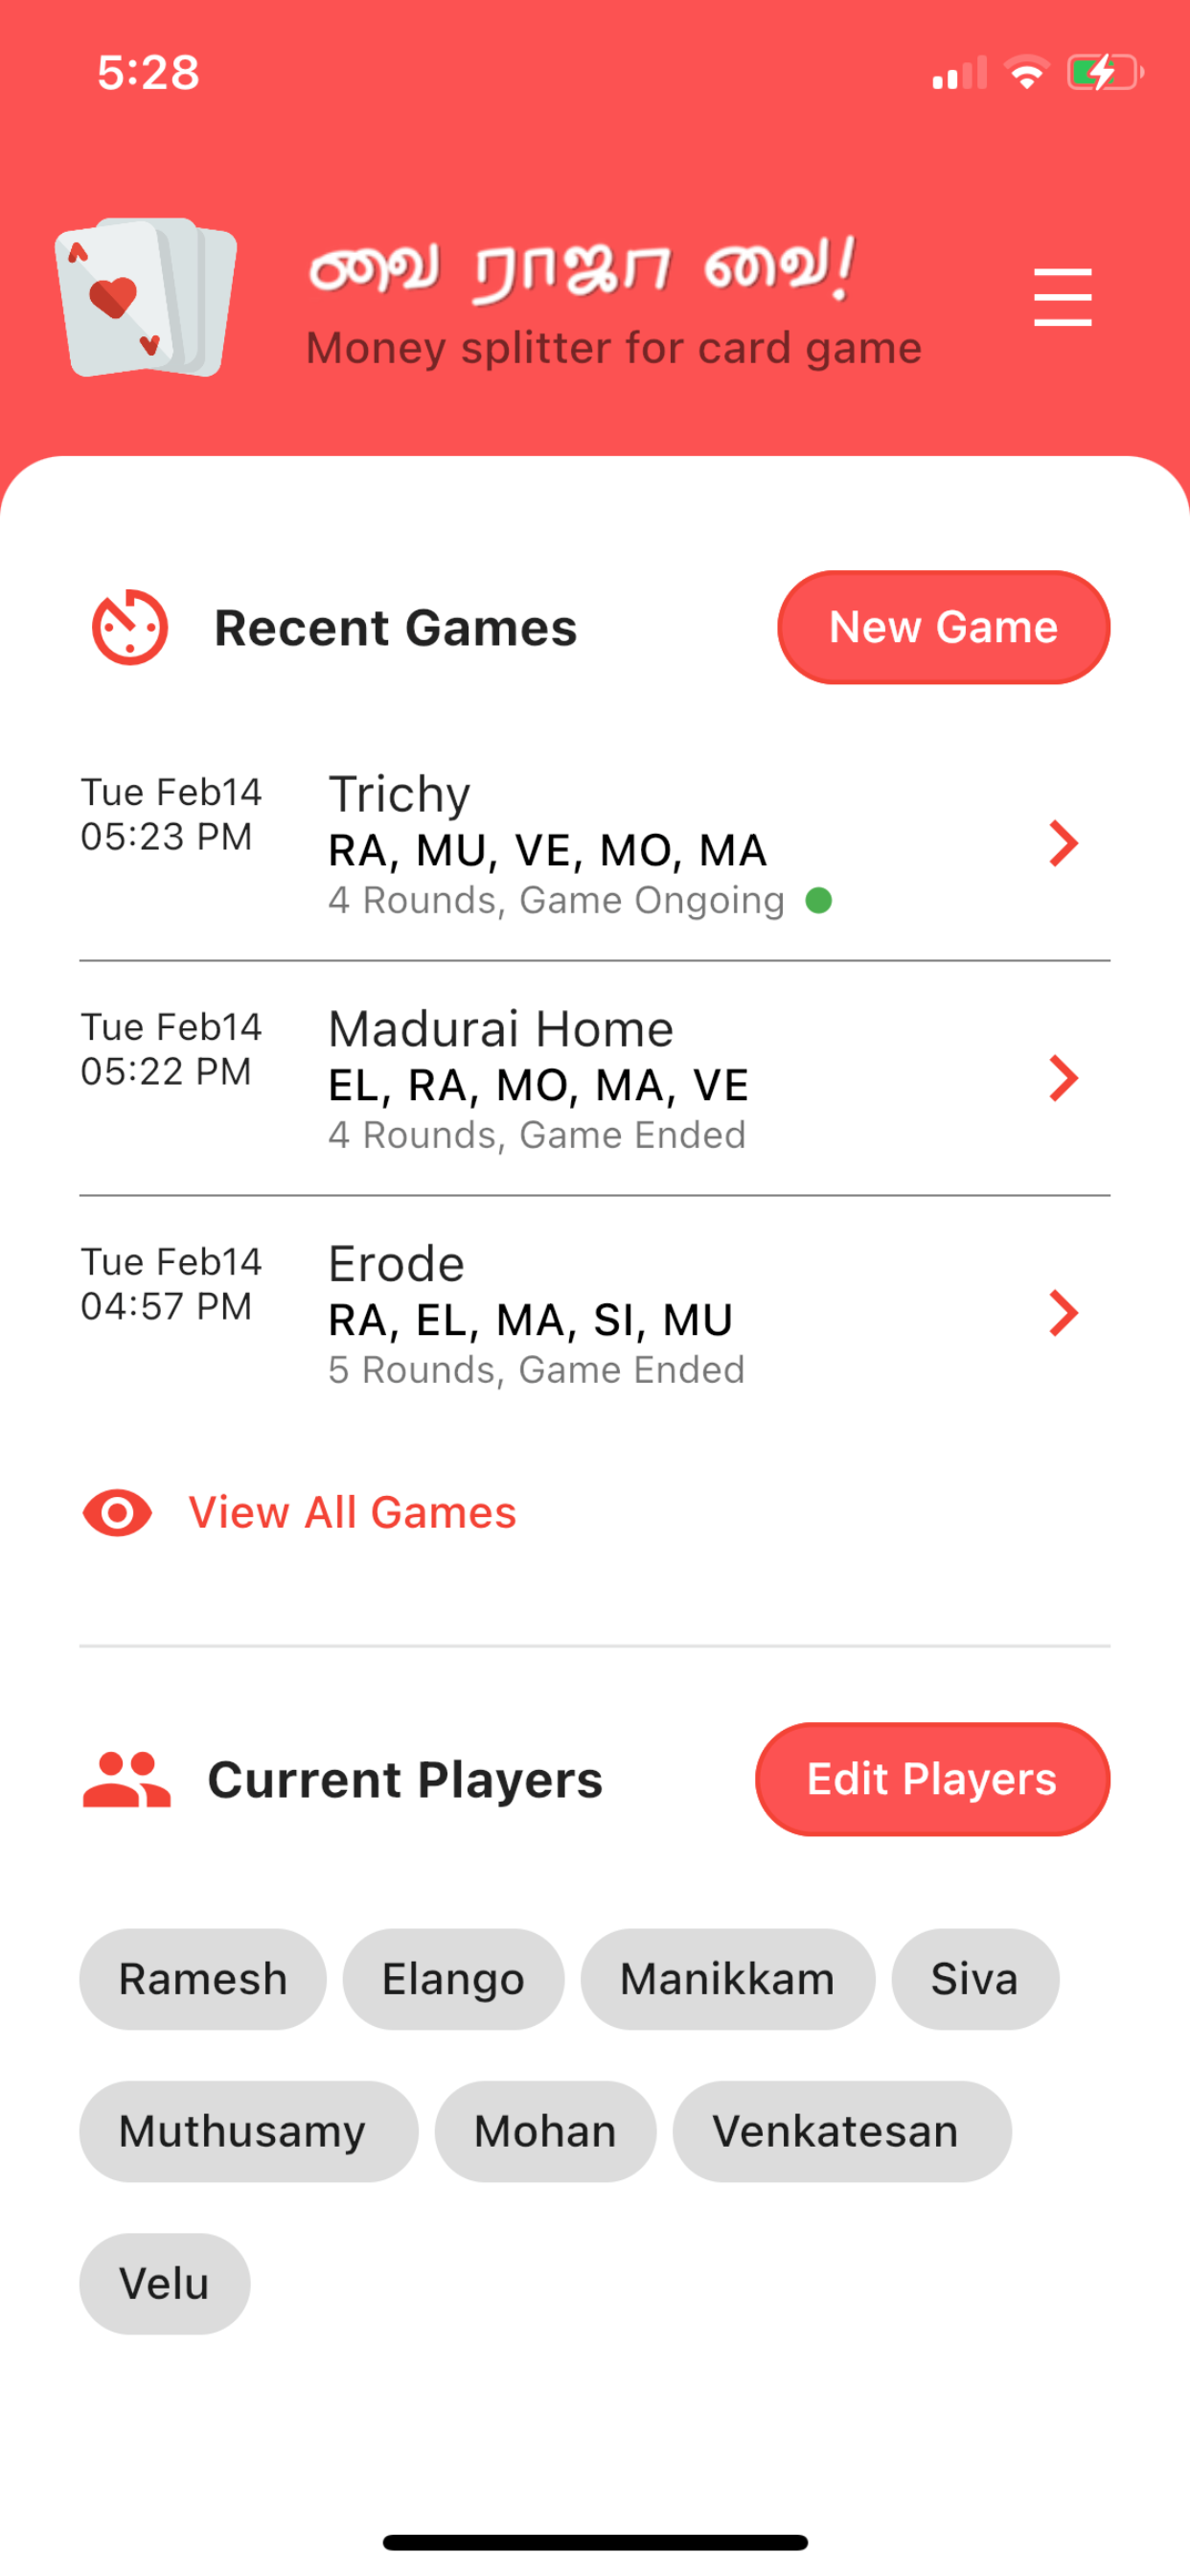 5:28
வை ராஜா வை!
Money splitter for card game
Recent Games
New Game
Tue Feb14
05:23 PM
Trichy
RA, MU, VE, MO, MA
4 Rounds, Game Ongoing
Tue Feb14
05:22 PM
Madurai Home
EL, RA, MO, MA, VE
4 Rounds, Game Ended
Tue Feb14
04:57 PM
Erode
RA, EL, MA, SI, MU
5 Rounds, Game Ended
View All Games
Current Players
Edit Players
Ramesh Elango Manikkam Siva
Muthusamy Mohan Venkatesan
Velu